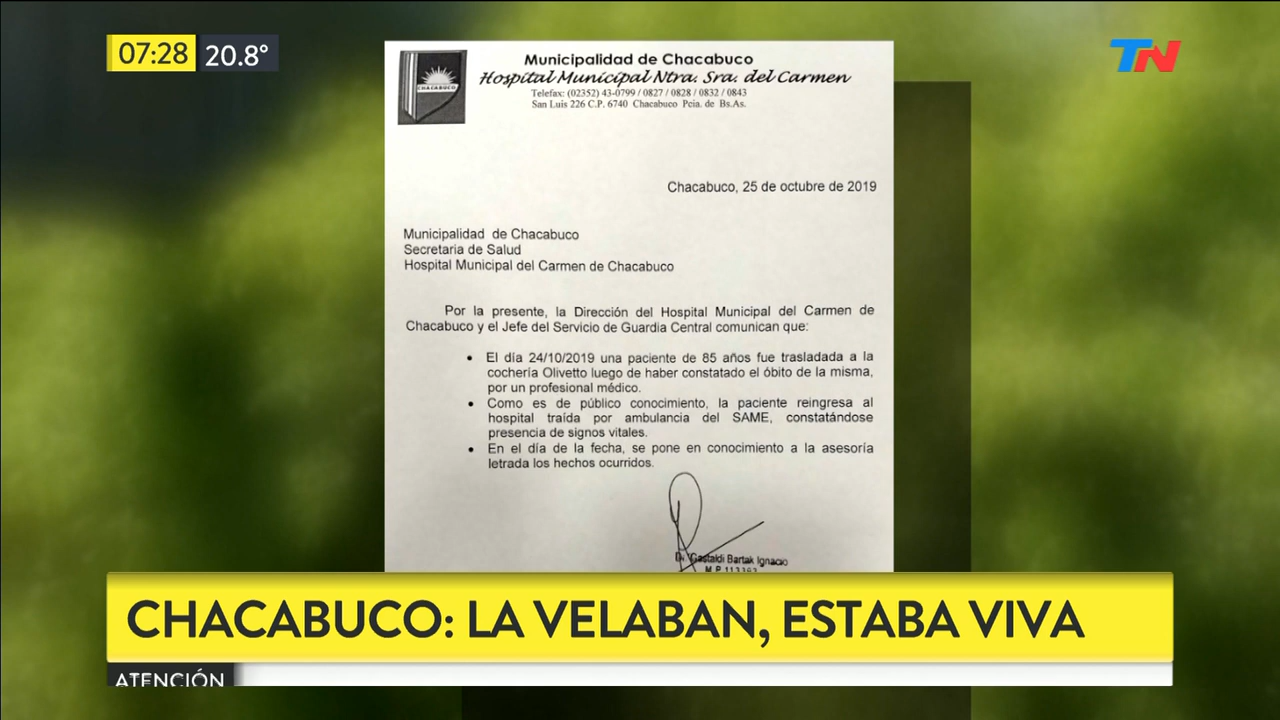 07:28 20.8°
TN
Municipalidad de Chacabuco
Hospital Municipal Ntra. Sra. del Carmen
Telefax: (02352) 43-0799 / 0827 / 0828 / 0832 / 0843
San Luis 226 C.P. 6740 Chacabuco Pcia. de Bs.As.
CHACABUCO
Chacabuco, 25 de octubre de 2019
Municipalidad de Chacabuco
Secretaria de Salud
Hospital Municipal del Carmen de Chacabuco
Por la presente, la Dirección del Hospital Municipal del Carmen de
Chacabuco y el Jefe del Servicio de Guardia Central comunican que:
• El día 24/10/2019 una paciente de 85 años fue trasladada a la
cochería Olivetto luego de haber constatado el óbito de la misma,
por un profesional médico.
• Como es de público conocimiento, la paciente reingresa al
hospital traída por ambulancia del SAME, constatándose
presencia de signos vitales.
• En el día de la fecha, se pone en conocimiento a la asesoría
letrada los hechos ocurridos.
Dr. Gastaldi Bartak Ignacio
M.P.
CHACABUCO: LA VELABAN, ESTABA VIVA
ATENCIÓN